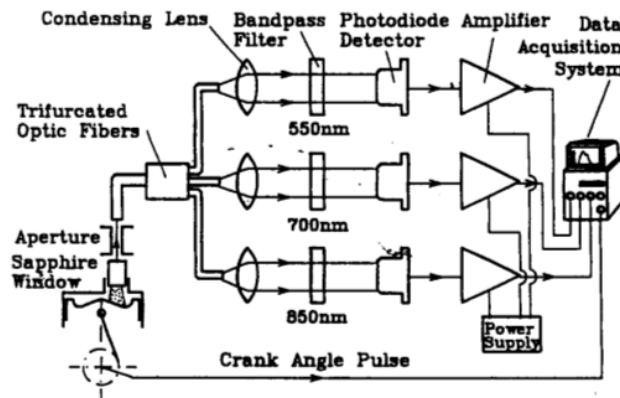 Condensing Lens
Bandpass
Filter
Photodiode
Detector
Amplifier
Data
Acquisition
System
Trifurcated
Optic Fibers
550nm
700nm
Aperture
Sapphire
Window
850nm
Power
Supply
Crank Angle Pulse